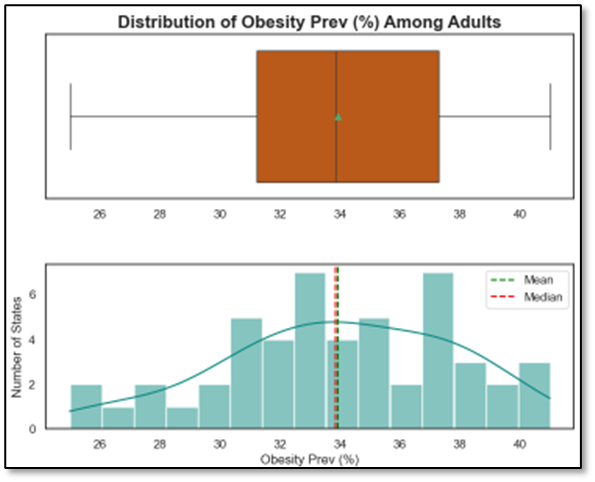 Distribution of Obesity Prev (%) Among Adults
26 28 30 32 34 36 38 40
Mean
Median
Number of States
6
4
2
0
26 28 30 32 34 36 38 40
Obesity Prev (%)